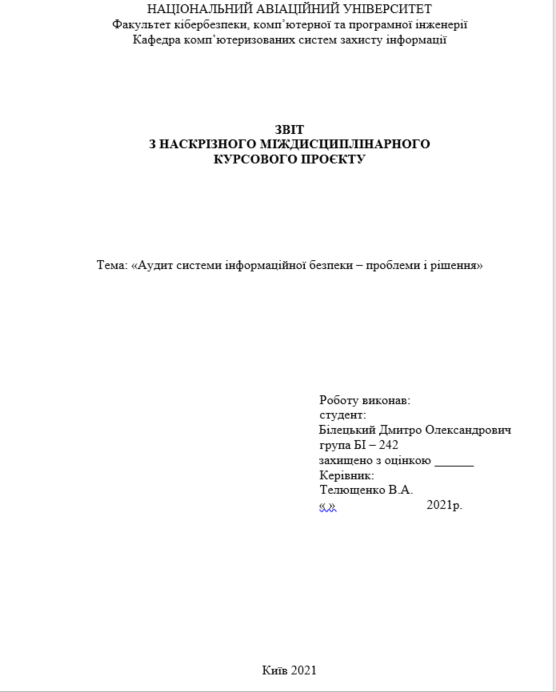 НАЦІОНАЛЬНИЙ АВІАЦІЙНИЙ УНІВЕРСИТЕТ
Факультет кібербезпеки, комп’ютерної та програмної інженерії
Кафедра комп’ютеризованих систем захисту інформації
ЗВІТ
З НАСКРІЗНОГО МІЖДИСЦИПЛІНАРНОГО
КУРСОВОГО ПРОЄКТУ
Тема: «Аудит системи інформаційної безпеки – проблеми і рішення»
Роботу виконав:
студент:
Білецький Дмитро Олександрович
група БІ – 242
захищено з оцінкою ______
Керівник:
Телющенко В.А.
« » 2021р.
Київ 2021